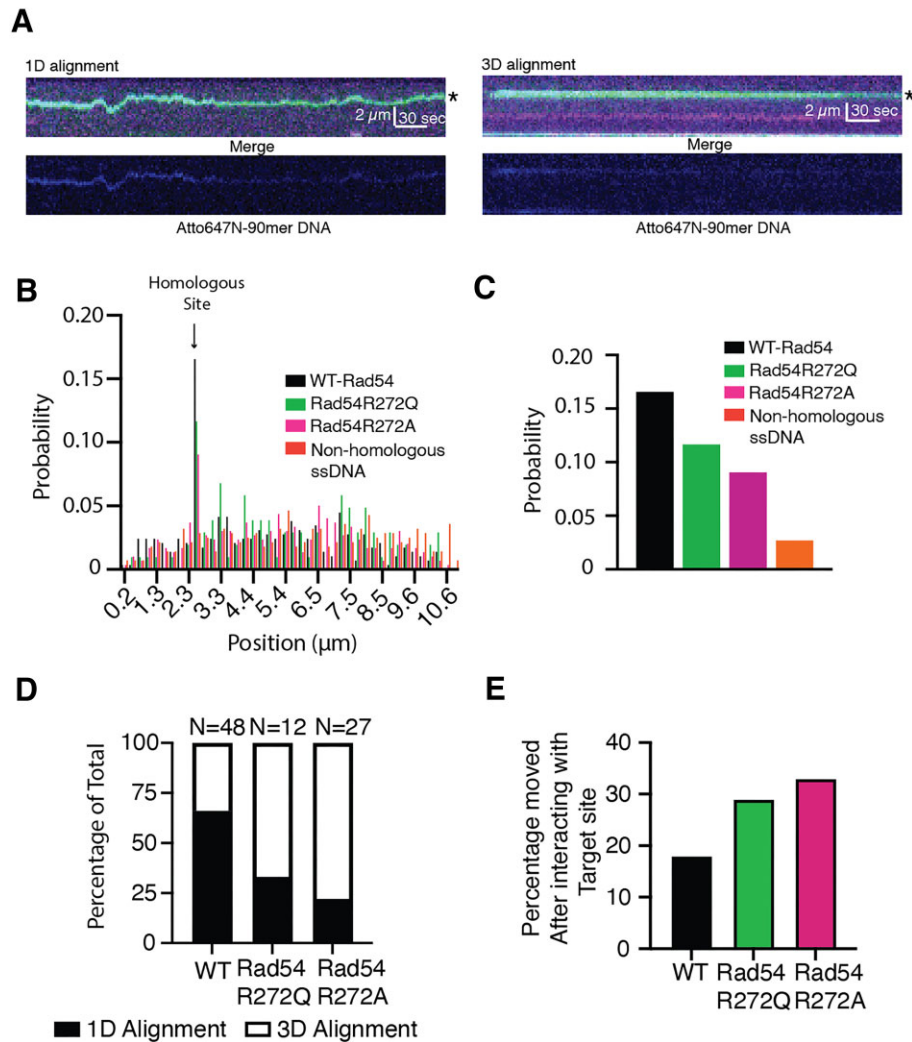 A
1D alignment
*
2 µm
30 sec
Merge
Atto647N-90mer DNA
3D alignment
*
2 µm
30 sec
Merge
Atto647N-90mer DNA
B
Homologous
Site
0.20
0.15
0.10
0.05
0
Probability
WT-Rad54
Rad54R272Q
Rad54R272A
Non-homologous
ssDNA
0.2
1.3
2.3
3.3
4.4
5.4
6.5
7.5
8.5
9.6
10.6
Position (µm)
C
0.20
0.15
0.10
0.05
0
Probability
WT-Rad54
Rad54R272Q
Rad54R272A
Non-homologous
ssDNA
D
N=48 N=12 N=27
100
75
50
25
0
Percentage of Total
WT Rad54 Rad54
R272Q R272A
1D Alignment 3D Alignment
E
Percentage moved
After interacting with
Target site
40
30
20
10
0
WT Rad54 Rad54
R272Q R272A